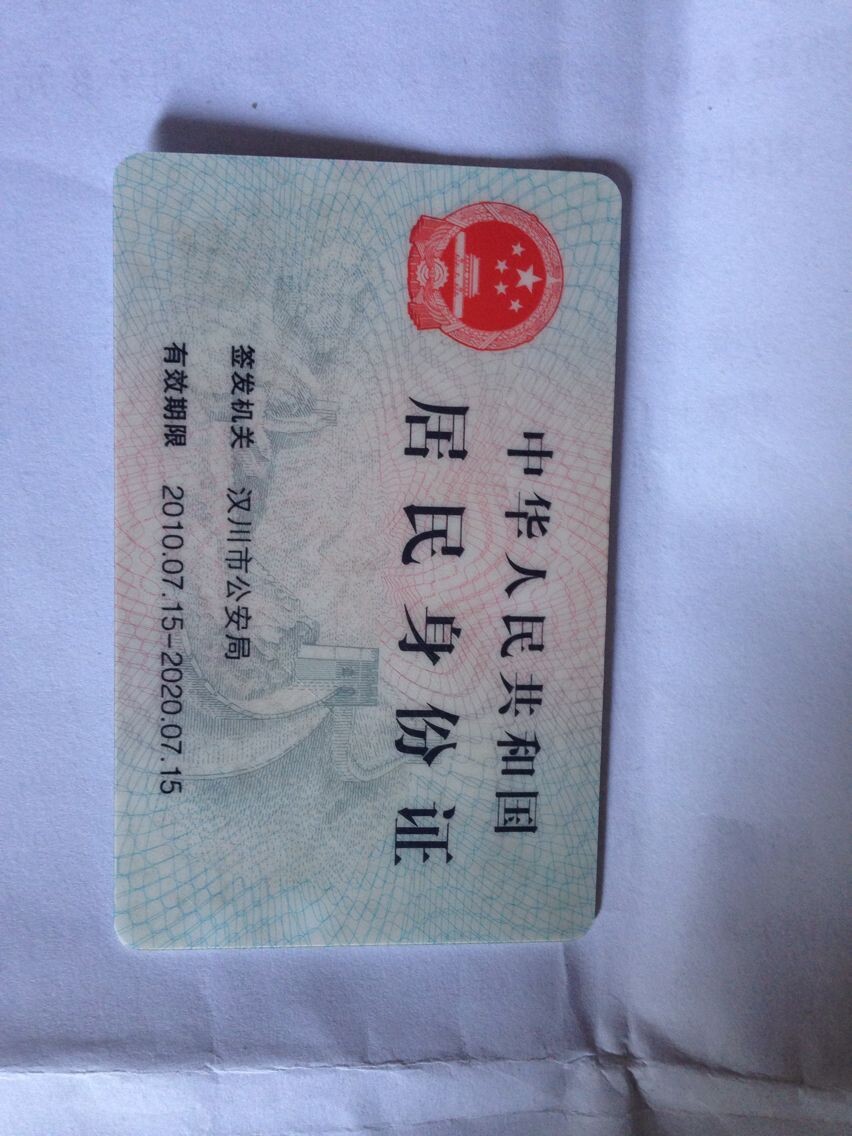 中华人民共和国
居民身份证
签发机关 汉川市公安局
有效期限 2010.07.15-2020.07.15